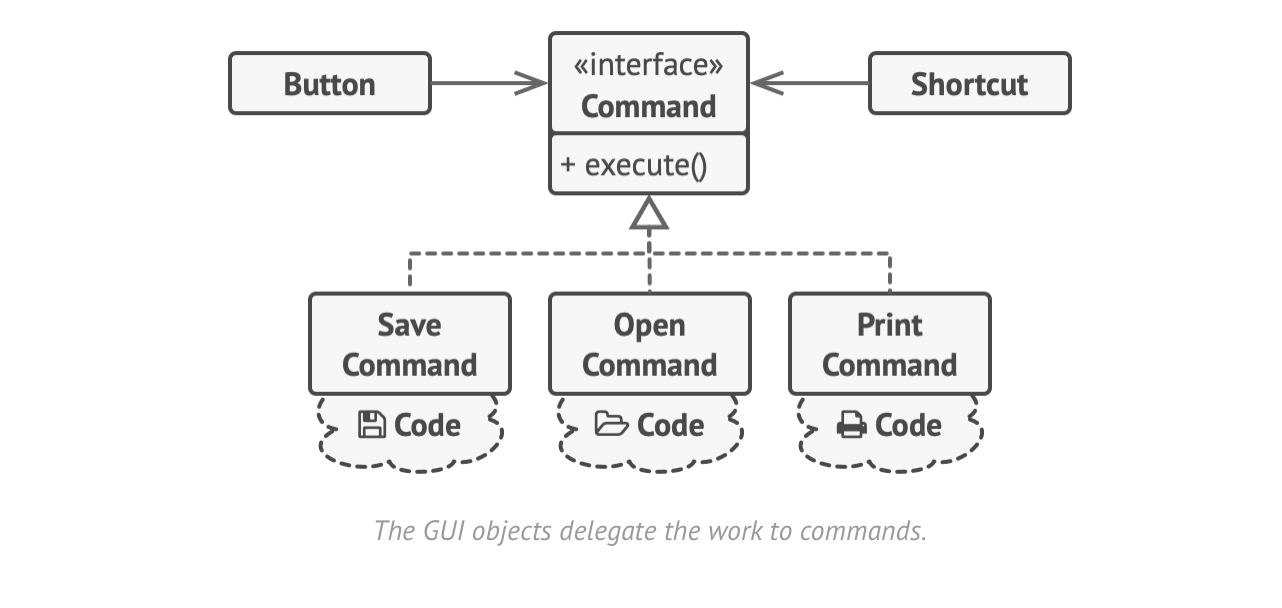 Button
«interface»
Command
Shortcut
+ execute()
Save
Command
Open
Command
Print
Command
Code
Code
Code
The GUI objects delegate the work to commands.